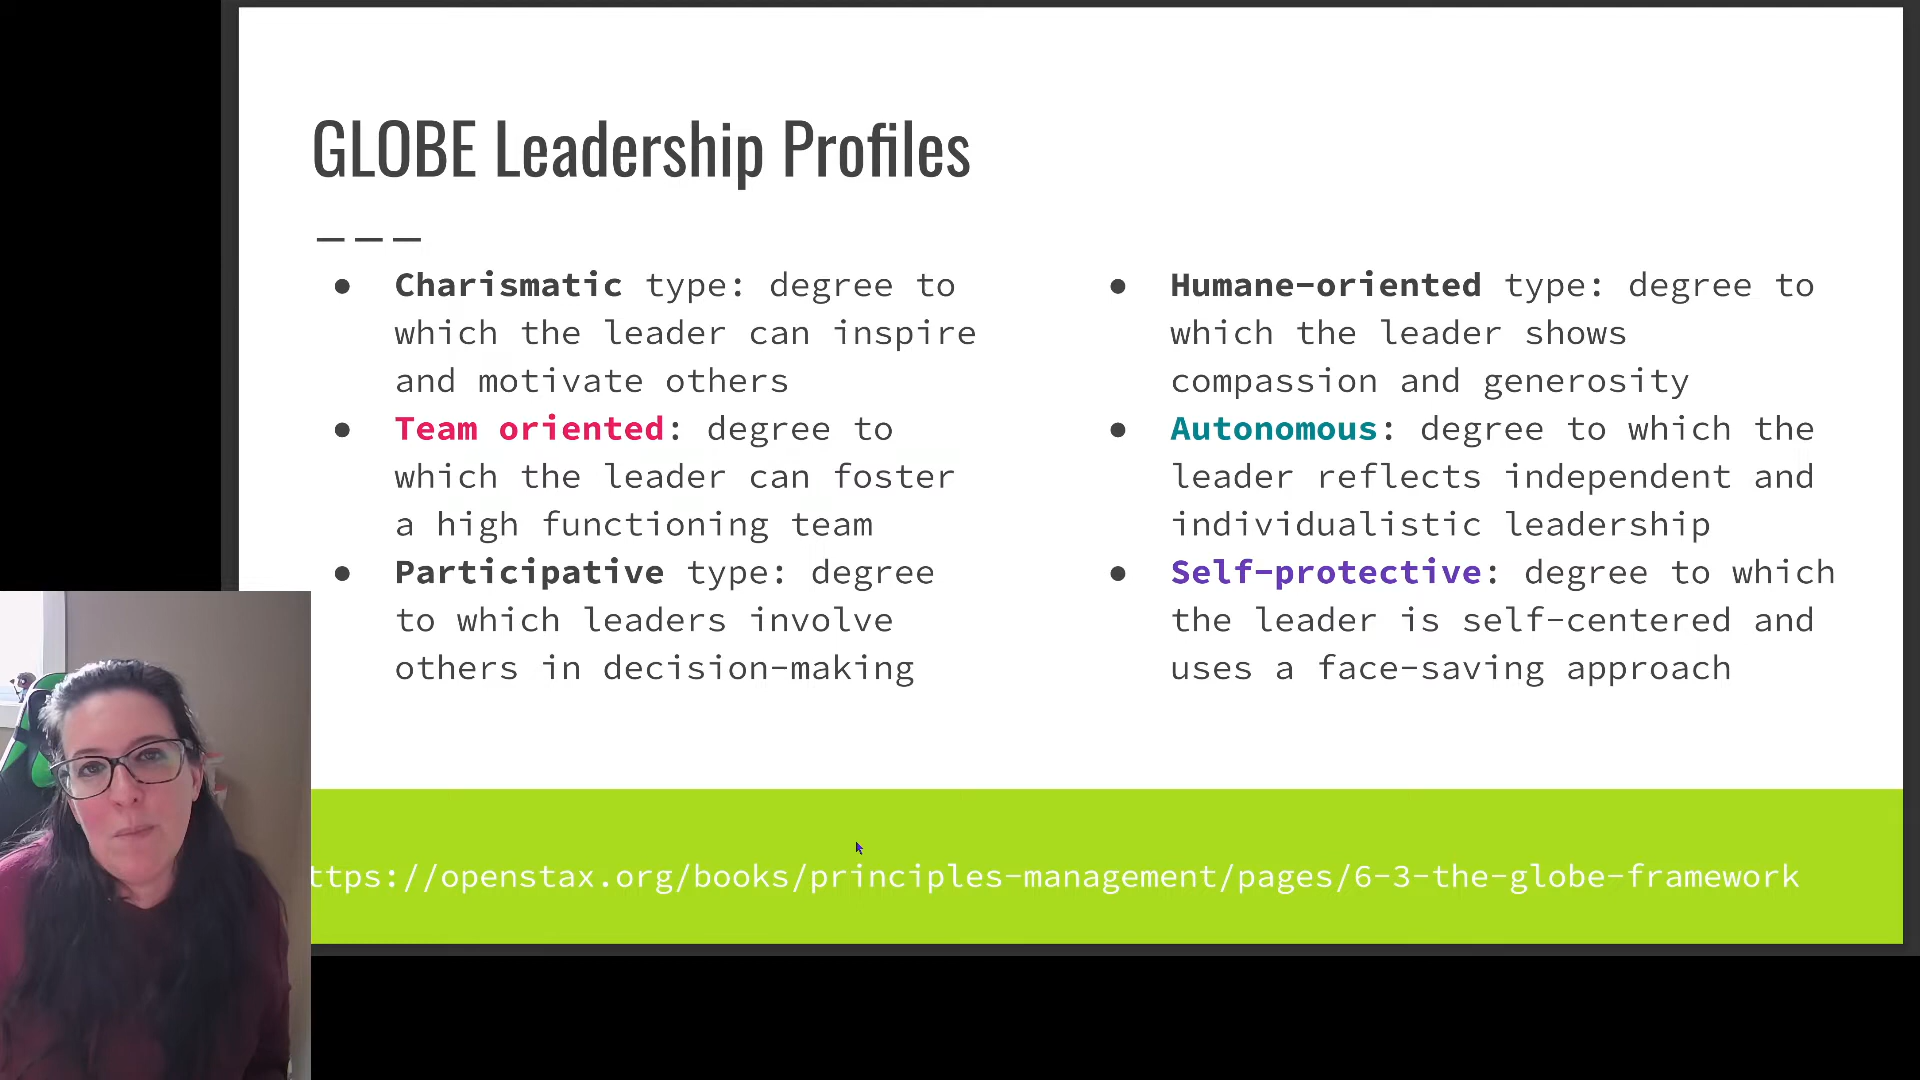 GLOBE Leadership Profiles
● Charismatic type: degree to
which the leader can inspire
and motivate others
● Team oriented: degree to
which the leader can foster
a high functioning team
● Participative type: degree
to which leaders involve
others in decision-making
● Humane-oriented type: degree to
which the leader shows
compassion and generosity
● Autonomous: degree to which the
leader reflects independent and
individualistic leadership
● Self-protective: degree to which
the leader is self-centered and
uses a face-saving approach
ttps://openstax.org/books/principles-management/pages/6-3-the-globe-framework